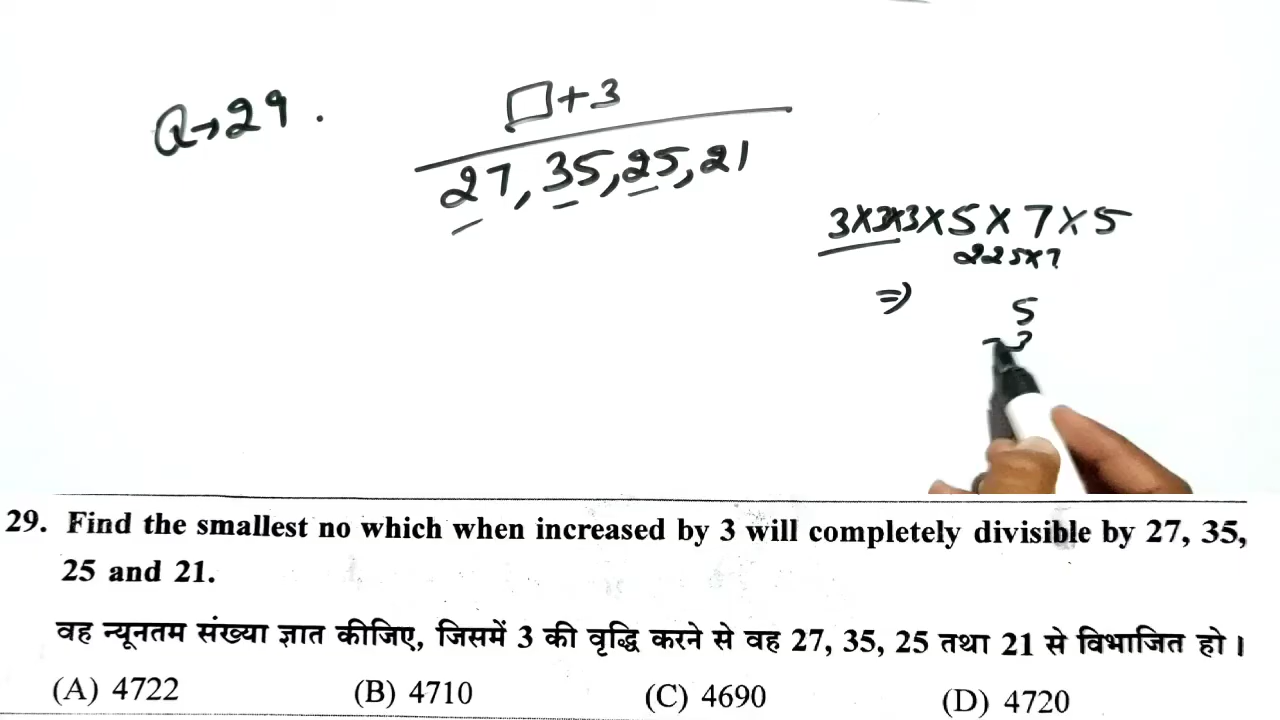 Q→29.
□+3
27, 35, 25, 21
3×3×3×5×7×5
225×7
⇒ 5
-3
29. Find the smallest no which when increased by 3 will completely divisible by 27, 35,
25 and 21.
वह न्यूनतम संख्या ज्ञात कीजिए, जिसमें 3 की वृद्धि करने से वह 27, 35, 25 तथा 21 से विभाजित हो।
(A) 4722 (B) 4710 (C) 4690 (D) 4720